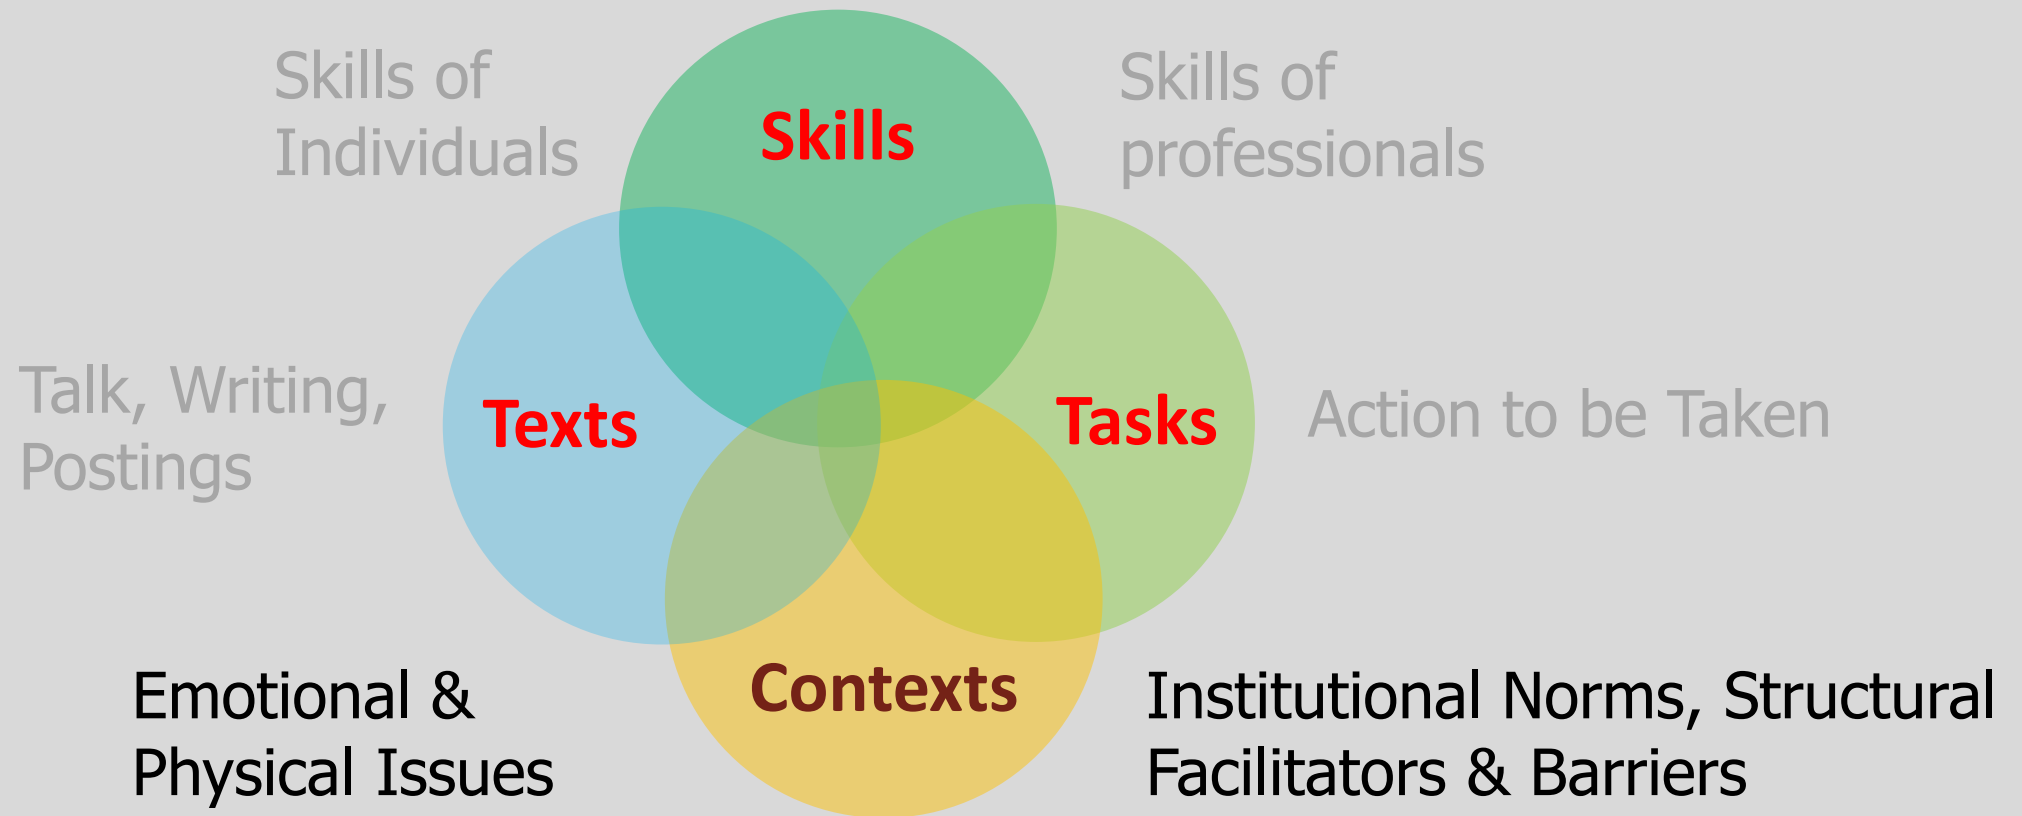 Skills of
Individuals
Skills
Skills of
professionals
Talk, Writing,
Postings
Texts
Tasks
Action to be Taken
Emotional &
Physical Issues
Contexts
Institutional Norms, Structural
Facilitators & Barriers